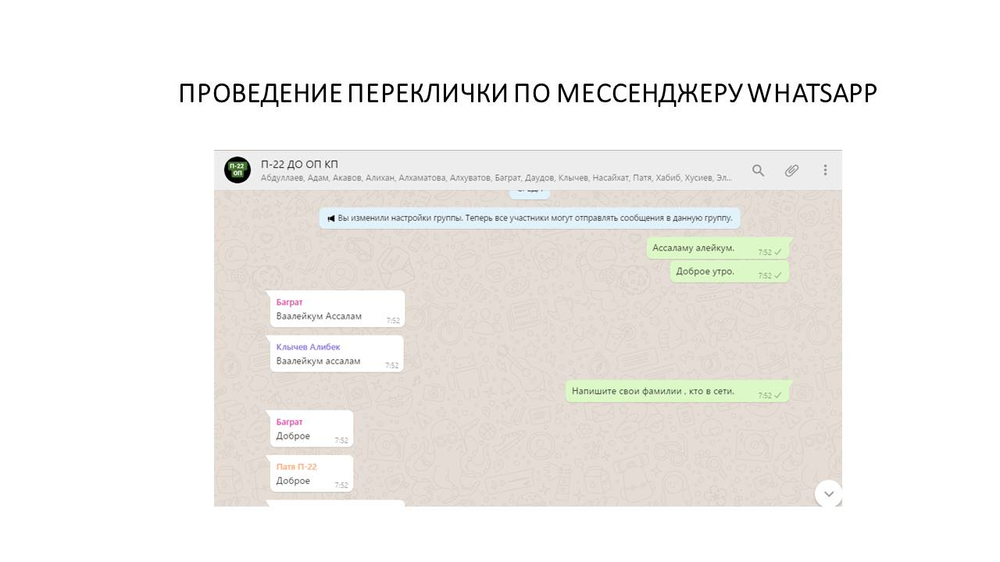 ПРОВЕДЕНИЕ ПЕРЕКЛИЧКИ ПО МЕССЕНДЖЕРУ WHATSAPP
П-22
ОП
П-22 ДО ОП КП
Абдуллаев, Адам, Акавов, Алихан, Алхаматова, Алхуватов, Баграт, Даудов, Клычев, Насайхат, Патя, Хабиб, Хусиев, Эл...
Вы изменили настройки группы. Теперь все участники могут отправлять сообщения в данную группу.
Ассаламу алейкум.
7:52
Доброе утро.
7:52
Баграт
Ваалейкум Ассалам
7:52
Клычев Алибек
Ваалейкум ассалам
7:52
Напишите свои фамилии , кто в сети.
7:52
Баграт
Доброе
7:52
Патя П-22
Доброе
7:52